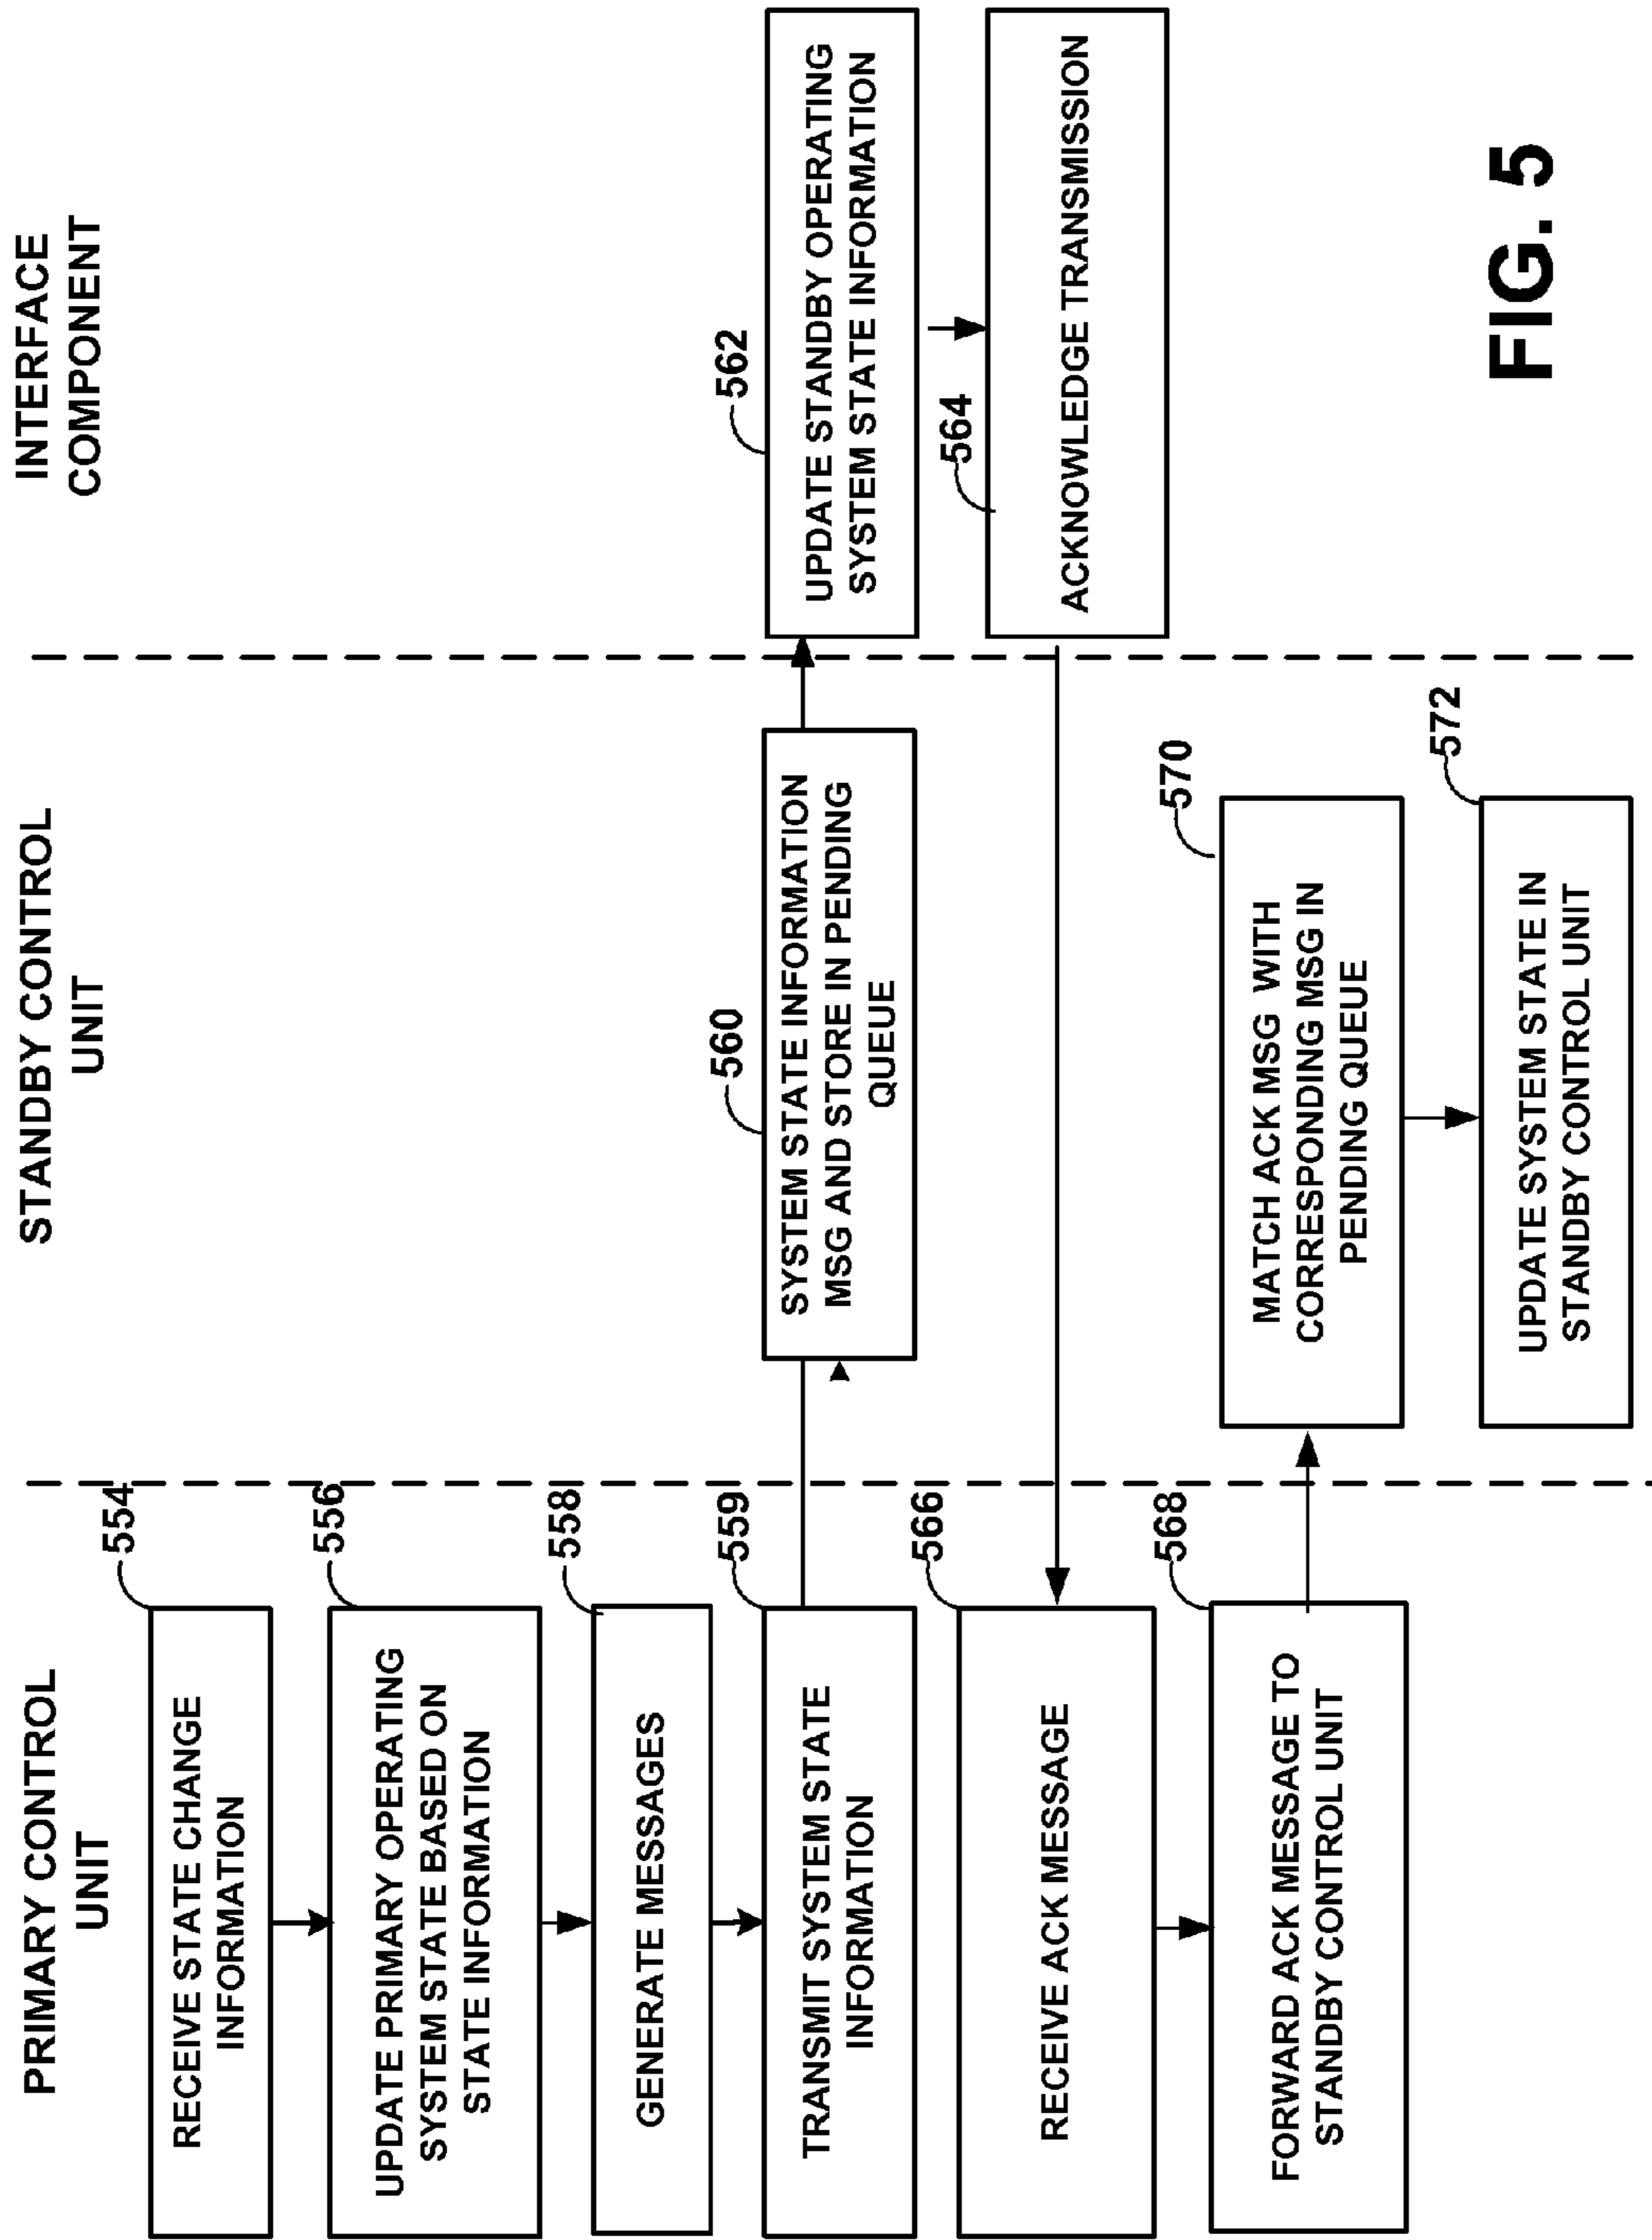 PRIMARY CONTROL
UNIT
STANDBY CONTROL
UNIT
INTERFACE
COMPONENT
554
RECEIVE STATE CHANGE
INFORMATION
556
UPDATE PRIMARY OPERATING
SYSTEM STATE BASED ON
STATE INFORMATION
558
GENERATE MESSAGES
559
TRANSMIT SYSTEM STATE
INFORMATION
560
SYSTEM STATE INFORMATION
MSG AND STORE IN PENDING
QUEUE
562
UPDATE STANDBY OPERATING
SYSTEM STATE INFORMATION
564
ACKNOWLEDGE TRANSMISSION
566
RECEIVE ACK MESSAGE
568
FORWARD ACK MESSAGE TO
STANDBY CONTROL UNIT
570
MATCH ACK MSG WITH
CORRESPONDING MSG IN
PENDING QUEUE
572
UPDATE SYSTEM STATE IN
STANDBY CONTROL UNIT
FIG. 5